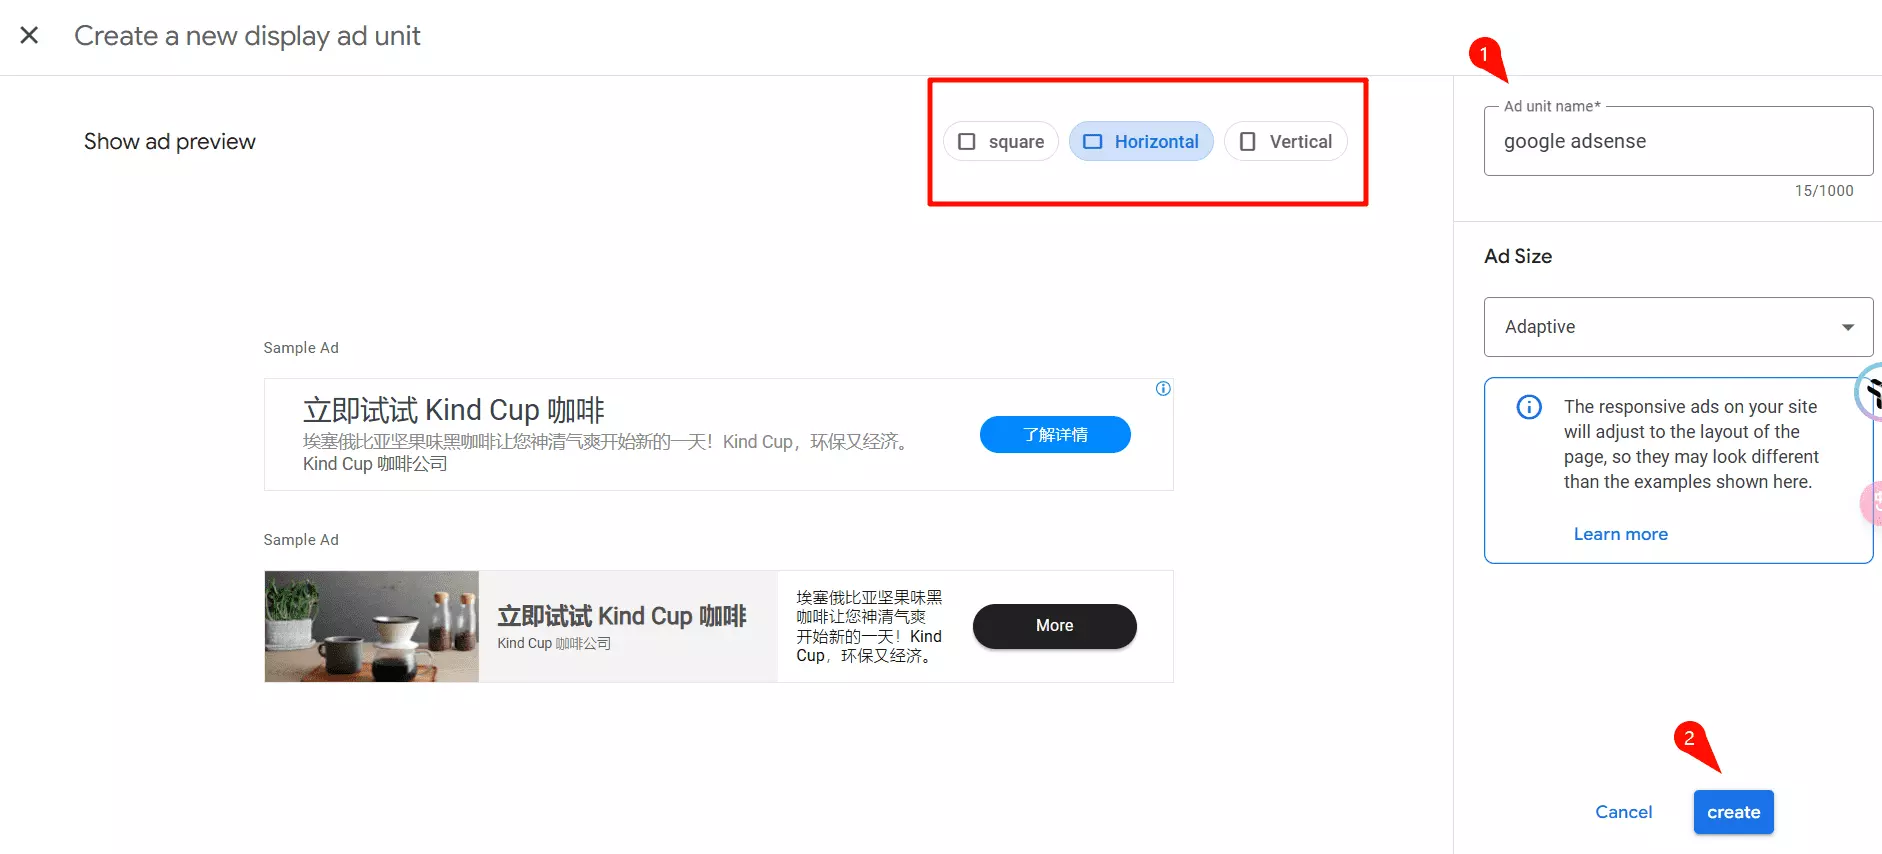 Create a new display ad unit
1
Ad unit name*
google adsense
15/1000
Show ad preview
square
Horizontal
Vertical
Ad Size
Adaptive
The responsive ads on your site
will adjust to the layout of the
page, so they may look different
than the examples shown here.
Learn more
Sample Ad
立即试试 Kind Cup 咖啡
埃塞俄比亚坚果味黑咖啡让您神清气爽开始新的一天！Kind Cup，环保又经济。
Kind Cup 咖啡公司
了解详情
Sample Ad
立即试试 Kind Cup 咖啡
Kind Cup 咖啡公司
埃塞俄比亚坚果味黑
咖啡让您神清气爽
开始新的一天！Kind
Cup，环保又经济。
More
2
Cancel
create